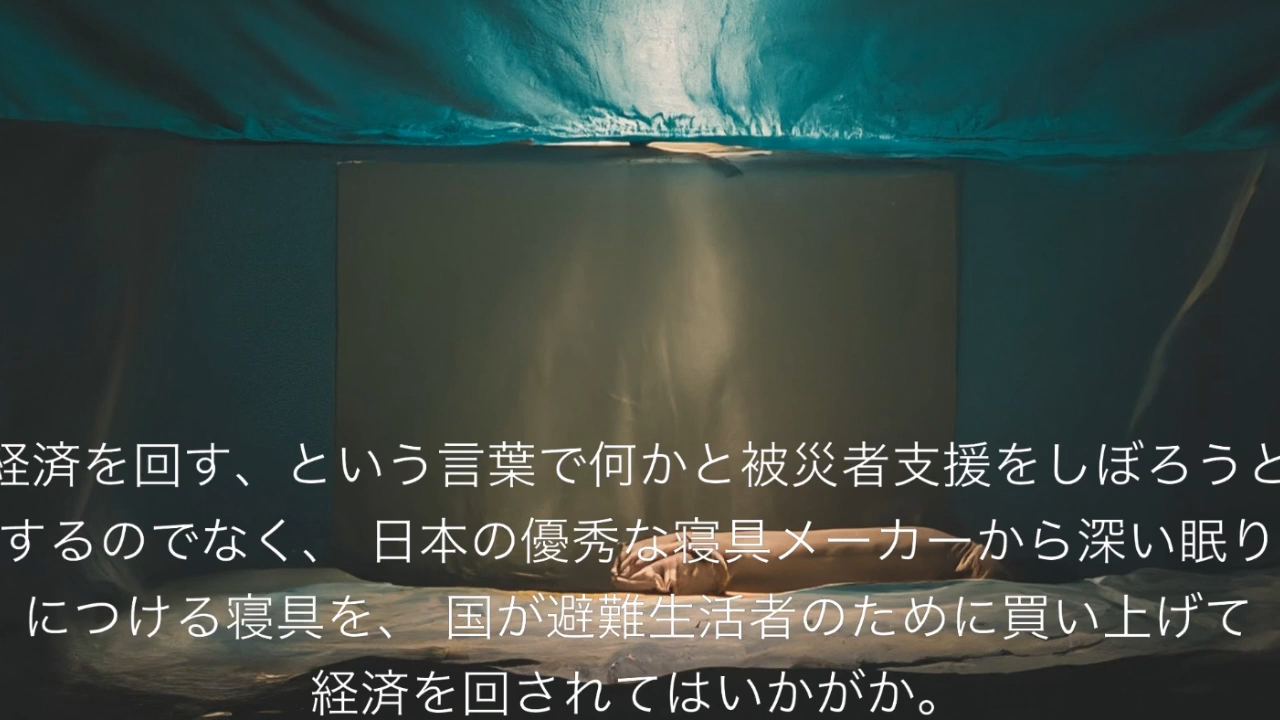 経済を回す、という言葉で何かと被災者支援をしぼろうと
するのでなく、 日本の優秀な寝具メーカーから深い眠り
につける寝具を、 国が避難生活者のために買い上げて
経済を回されてはいかがか。